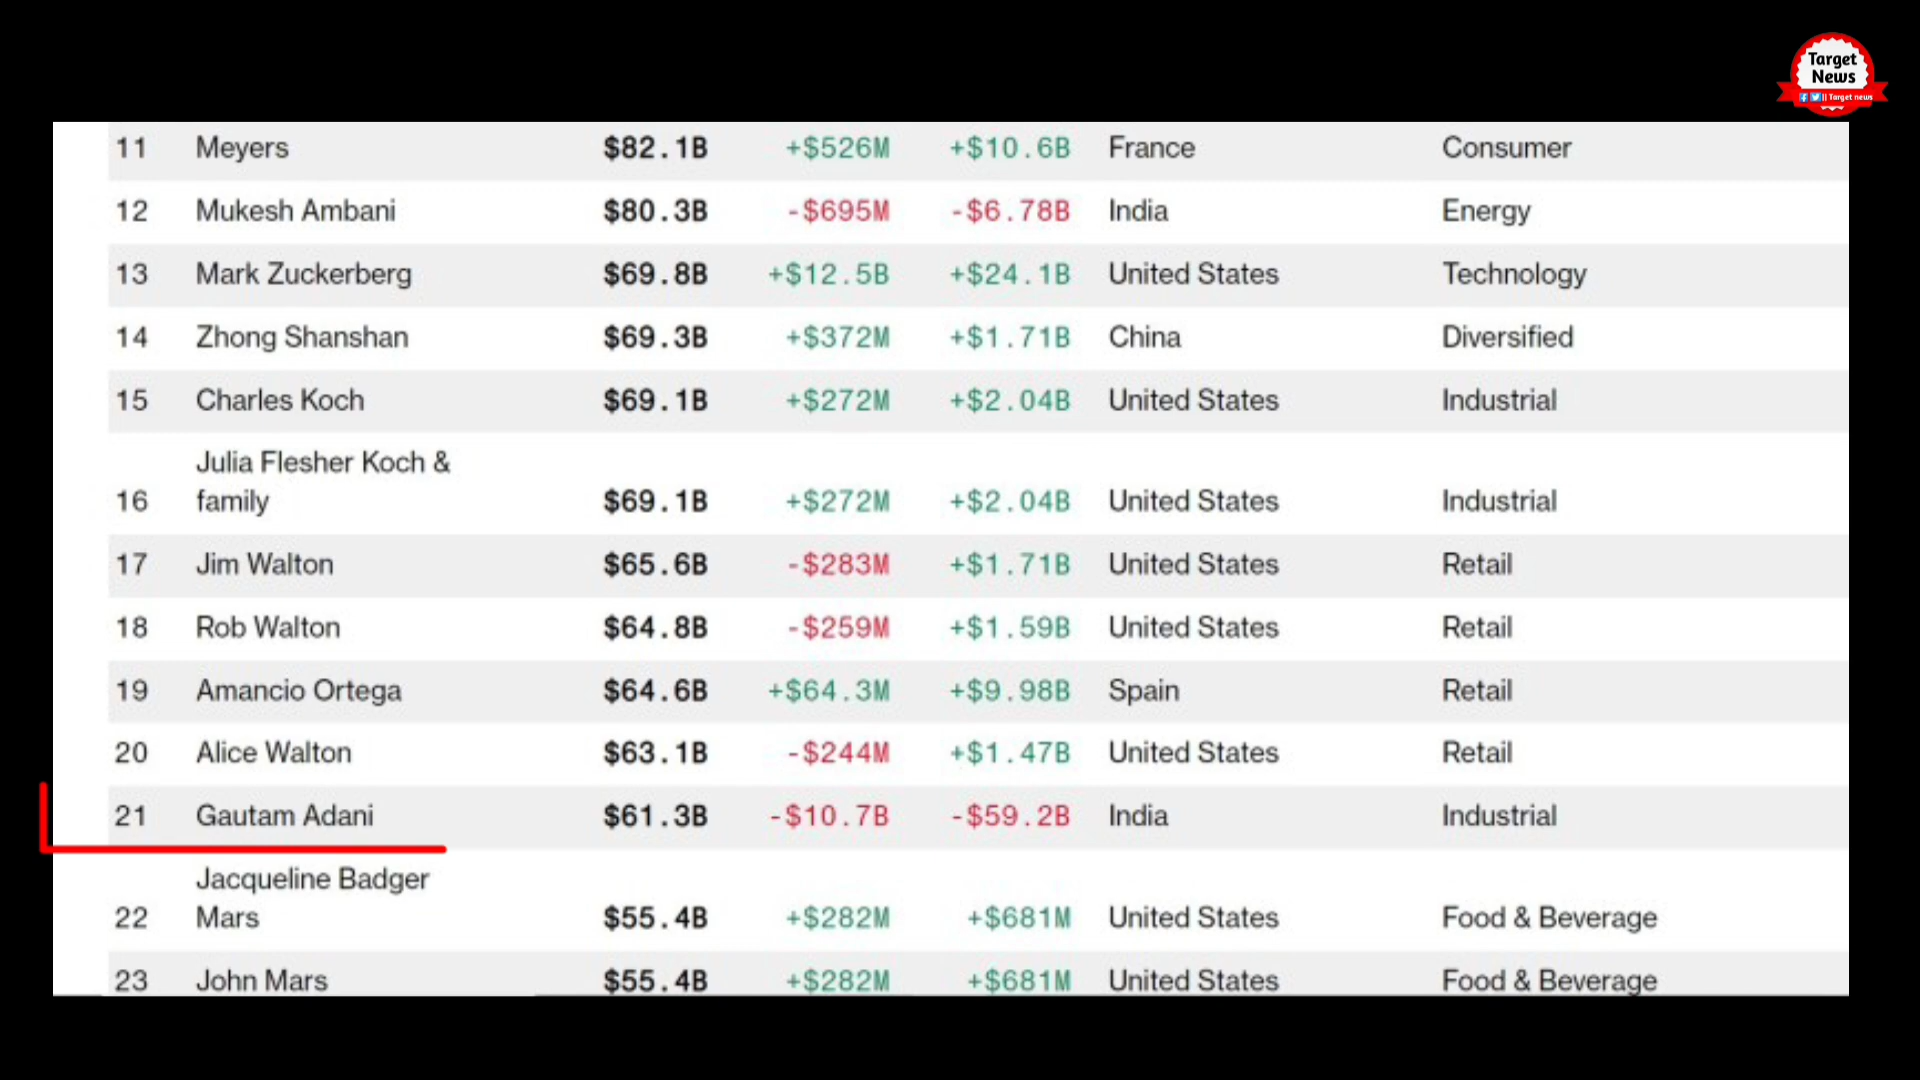 Target
News
|| Target news
11 Meyers $82.1B +$526M +$10.6B France Consumer
12 Mukesh Ambani $80.3B -$695M -$6.78B India Energy
13 Mark Zuckerberg $69.8B +$12.5B +$24.1B United States Technology
14 Zhong Shanshan $69.3B +$372M +$1.71B China Diversified
15 Charles Koch $69.1B +$272M +$2.04B United States Industrial
Julia Flesher Koch &
16 family $69.1B +$272M +$2.04B United States Industrial
17 Jim Walton $65.6B -$283M +$1.71B United States Retail
18 Rob Walton $64.8B -$259M +$1.59B United States Retail
19 Amancio Ortega $64.6B +$64.3M +$9.98B Spain Retail
20 Alice Walton $63.1B -$244M +$1.47B United States Retail
21 Gautam Adani $61.3B -$10.7B -$59.2B India Industrial
Jacqueline Badger
22 Mars $55.4B +$282M +$681M United States Food & Beverage
23 John Mars $55.4B +$282M +$681M United States Food & Beverage